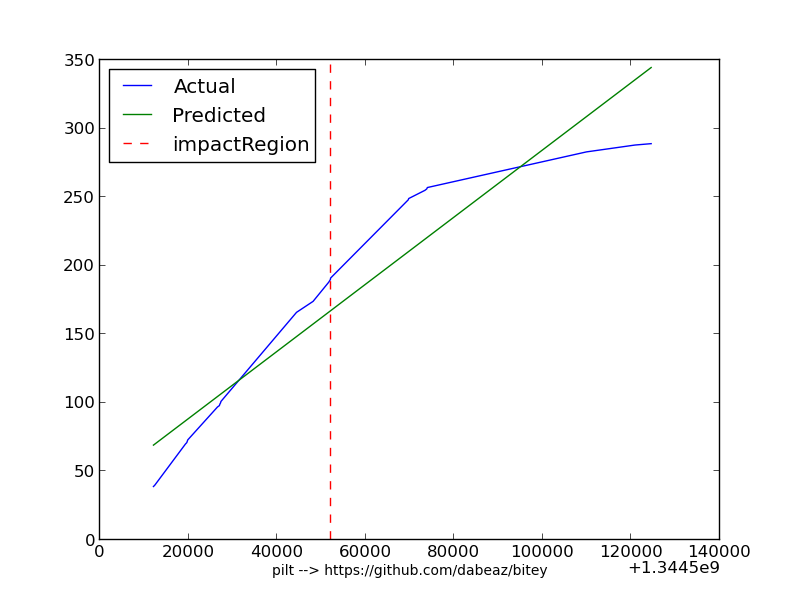 350
300
250
200
150
100
50
0
Actual
Predicted
impactRegion
0 20000 40000 60000 80000 100000 120000 140000
+1.3445e9
pilt --> https://github.com/dabeaz/bitey